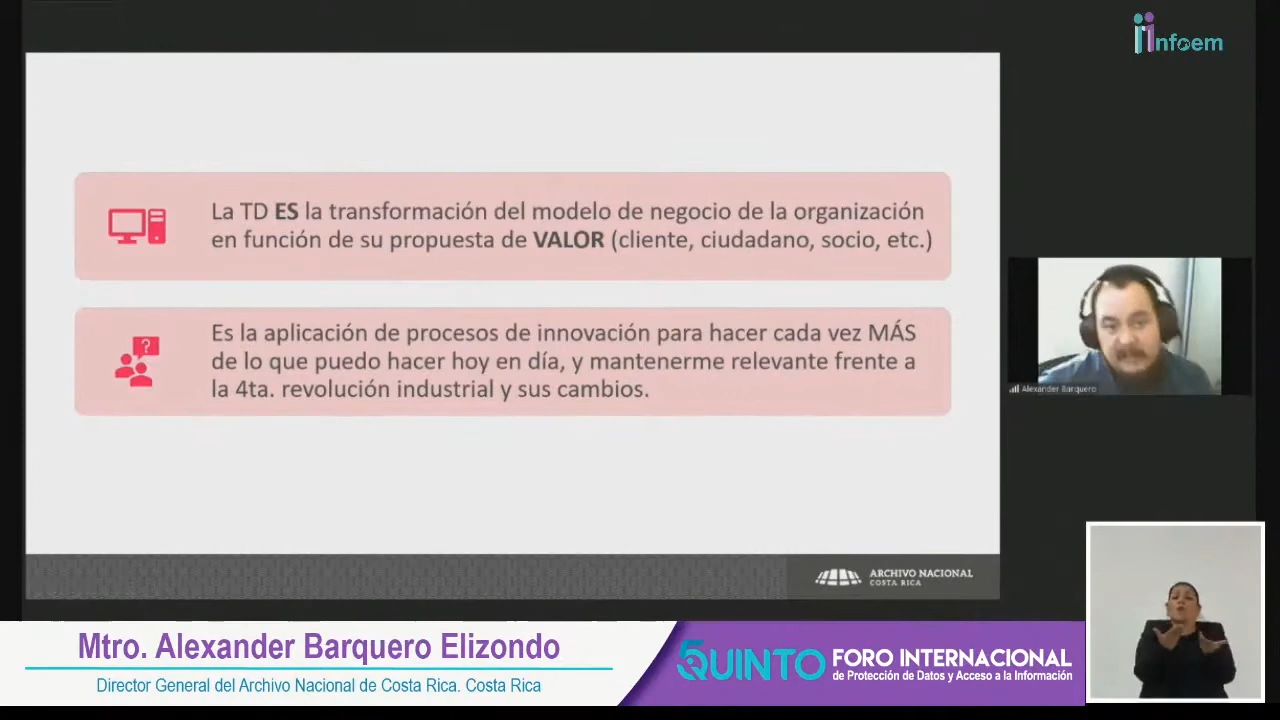 infoem
La TD ES la transformación del modelo de negocio de la organización
en función de su propuesta de VALOR (cliente, ciudadano, socio, etc.)
?
Es la aplicación de procesos de innovación para hacer cada vez MÁS
de lo que puedo hacer hoy en día, y mantenerme relevante frente a
la 4ta. revolución industrial y sus cambios.
Alexander Barquero
ARCHIVO NACIONAL
COSTA RICA
Mtro. Alexander Barquero Elizondo
Director General del Archivo Nacional de Costa Rica. Costa Rica
5 QUINTO
FORO INTERNACIONAL
de Protección de Datos y Acceso a la Información